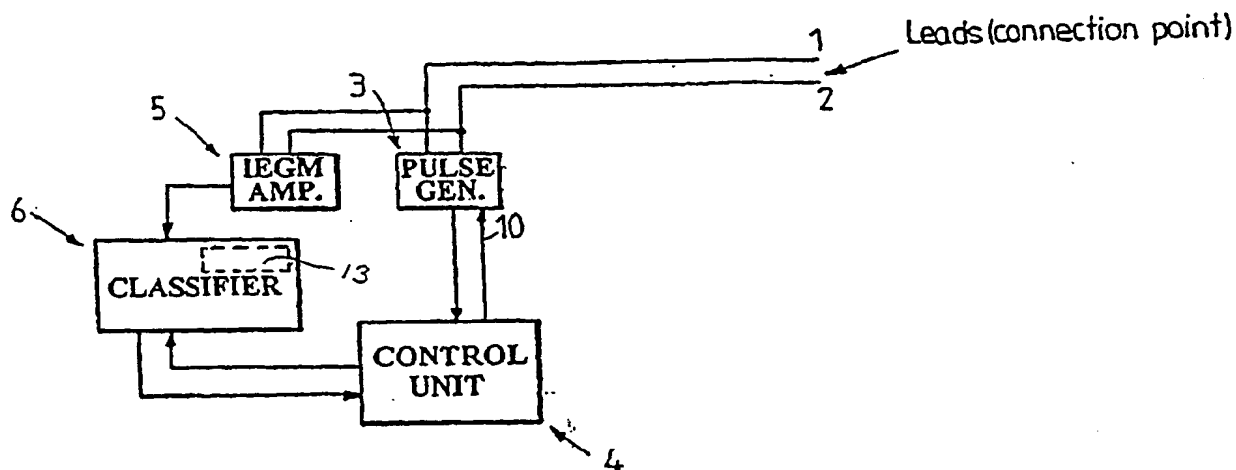 Leads (connection point)
1
2
3
5
IEGM
AMP.
PULSE
GEN.
6
10
13
CLASSIFIER
CONTROL
UNIT
4